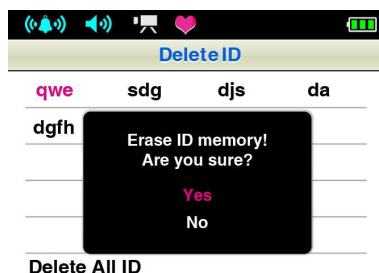 Delete ID
qwe sdg djs da
dgfh
Erase ID memory!
Are you sure?
Yes
No
Delete All ID